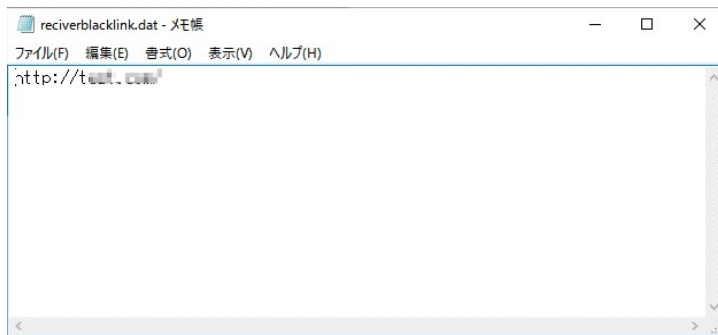 reciverblacklink.dat - メモ帳
ファイル(F) 編集(E) 書式(O) 表示(V) ヘルプ(H)
http://t